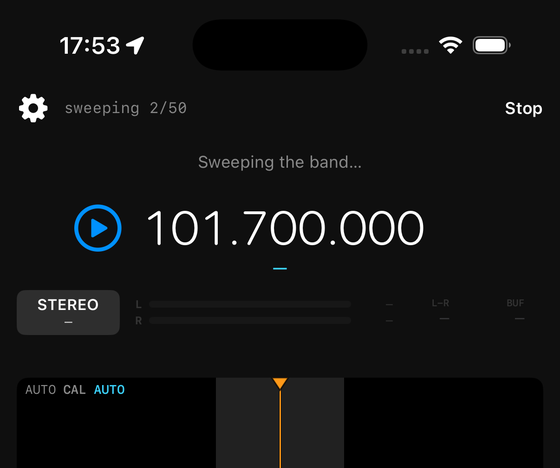 17:53
sweeping 2/50
Stop
Sweeping the band...
101.700.000
—
STEREO
—
L — L-R BUF
R — — —
AUTO CAL AUTO